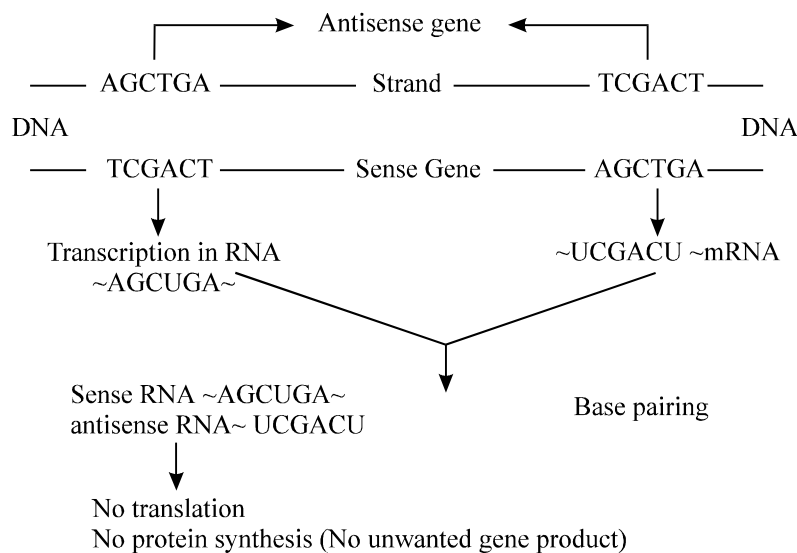 Antisense gene
AGCTGA Strand TCGACT
DNA DNA
TCGACT Sense Gene AGCTGA
Transcription in RNA ~UCGACU ~mRNA
~AGCUGA~
Sense RNA ~AGCUGA~ Base pairing
antisense RNA~ UCGACU
No translation
No protein synthesis (No unwanted gene product)